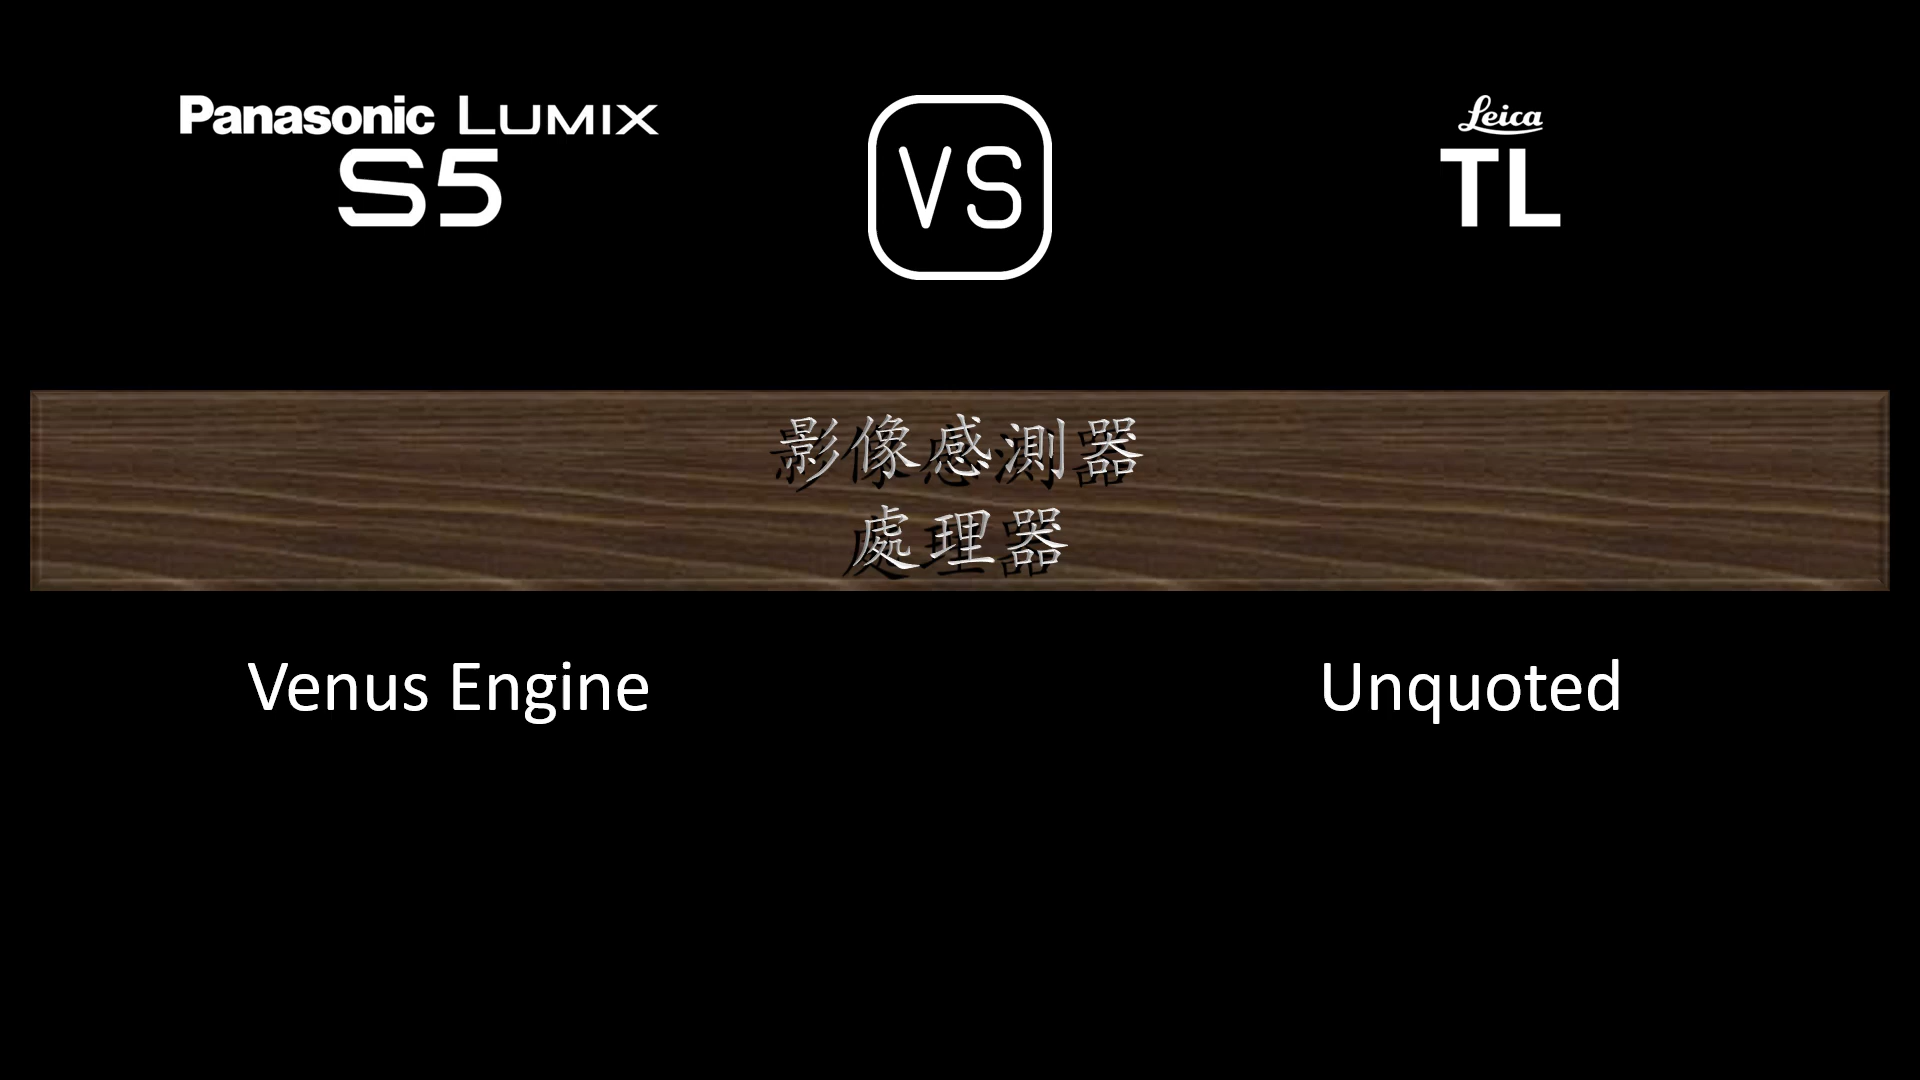 Panasonic LUMIX
S5
VS
Leica
TL
影像感測器
處理器
Venus Engine
Unquoted